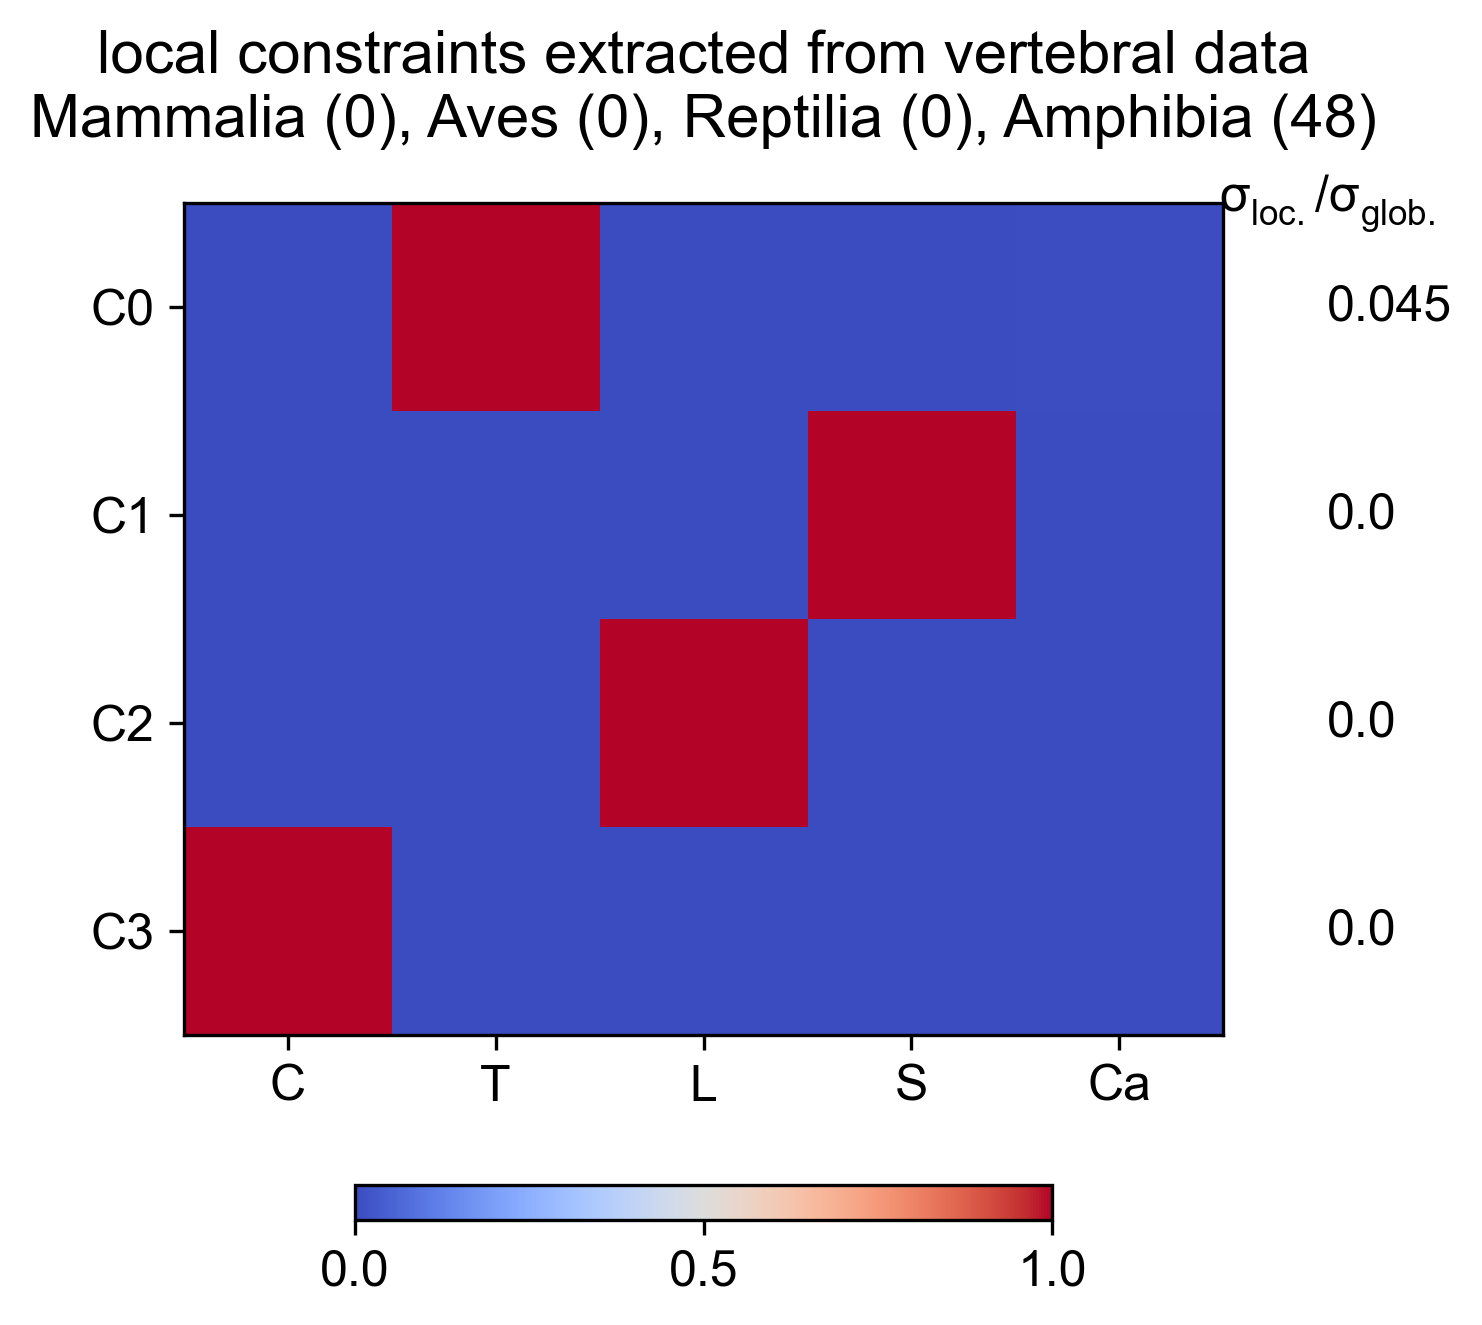 local constraints extracted from vertebral data
Mammalia (0), Aves (0), Reptilia (0), Amphibia (48)
σloc. /σglob.
C0 0.045
C1 0.0
C2 0.0
C3 0.0
C T L S Ca
0.0 0.5 1.0